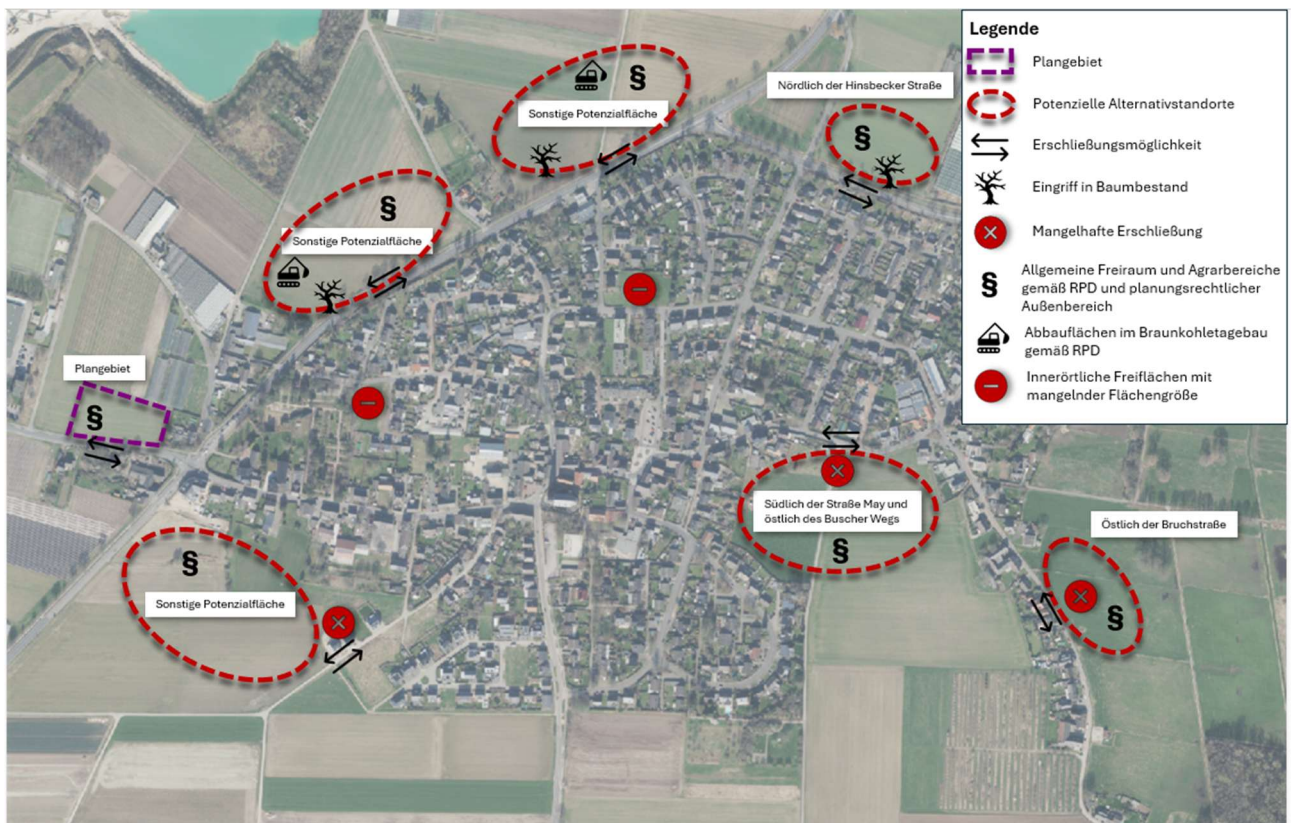 Legende
Plangebiet
Potenzielle Alternativstandorte
Erschließungsmöglichkeit
Eingriff in Baumbestand
Mangelhafte Erschließung
§
Allgemeine Freiraum und Agrarbereiche
gemäß RPD und planungsrechtlicher
Außenbereich
Abbauflächen im Braunkohletagebau
gemäß RPD
Innerörtliche Freiflächen mit
mangelnder Flächengröße
§
Sonstige Potenzialfläche
Nördlich der Hinsbecker Straße
§
§
Sonstige Potenzialfläche
Plangebiet
§
Südlich der Straße May und
östlich des Buscher Wegs
§
Östlich der Bruchstraße
§
§
Sonstige Potenzialfläche